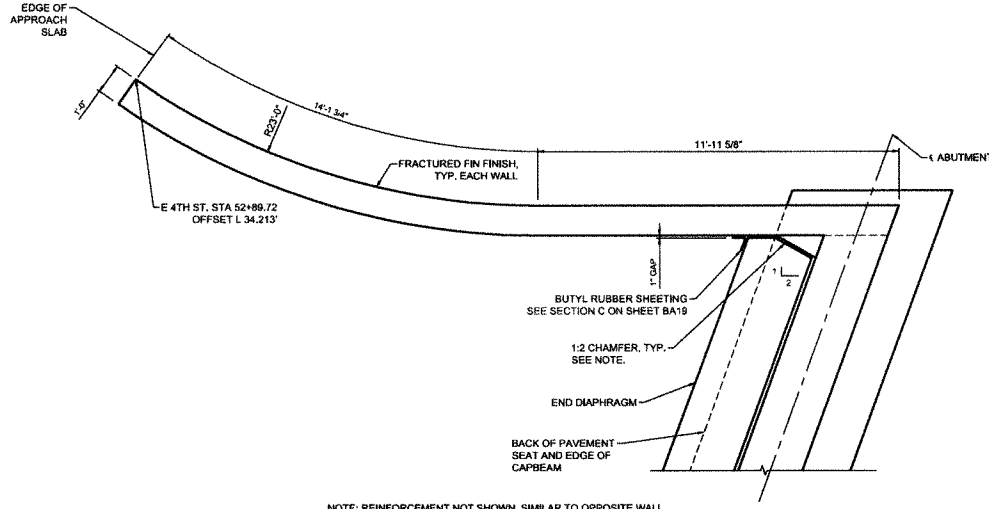 EDGE OF
APPROACH
SLAB
1'-0"
14'-1 3/4"
R23'-0"
11'-11 5/8"
℄ ABUTMENT
FRACTURED FIN FINISH,
TYP. EACH WALL
E 4TH ST. STA 52+89.72
OFFSET L 34.213'
1" GAP
1
2
BUTYL RUBBER SHEETING
SEE SECTION C ON SHEET BA19
1:2 CHAMFER, TYP.
SEE NOTE.
END DIAPHRAGM
BACK OF PAVEMENT
SEAT AND EDGE OF
CAPBEAM
NOTE: REINFORCEMENT NOT SHOWN, SIMILAR TO OPPOSITE WALL